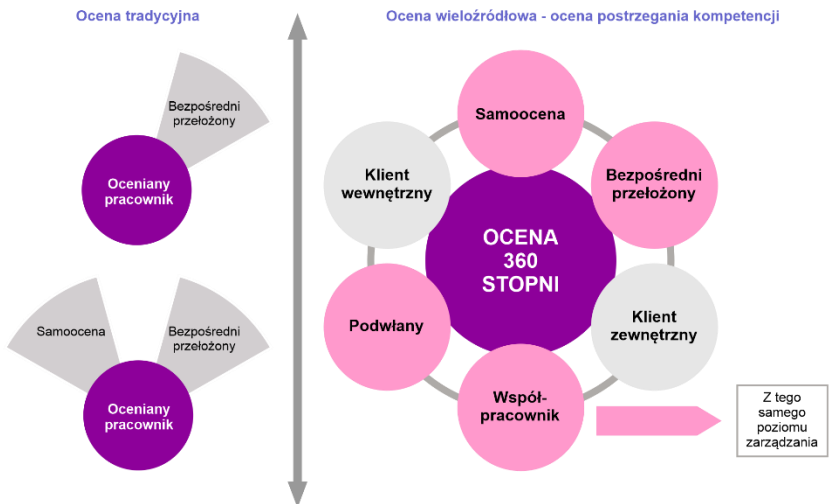 Ocena tradycyjna
Bezpośredni
przełożony
Oceniany
pracownik
Samoocena
Bezpośredni
przełożony
Oceniany
pracownik
Ocena wieloźródłowa - ocena postrzegania kompetencji
Samoocena
Klient
wewnętrzny
Bezpośredni
przełożony
OCENA
360
STOPNI
Podwłany
Klient
zewnętrzny
Współ-
pracownik
Z tego
samego
poziomu
zarządzania